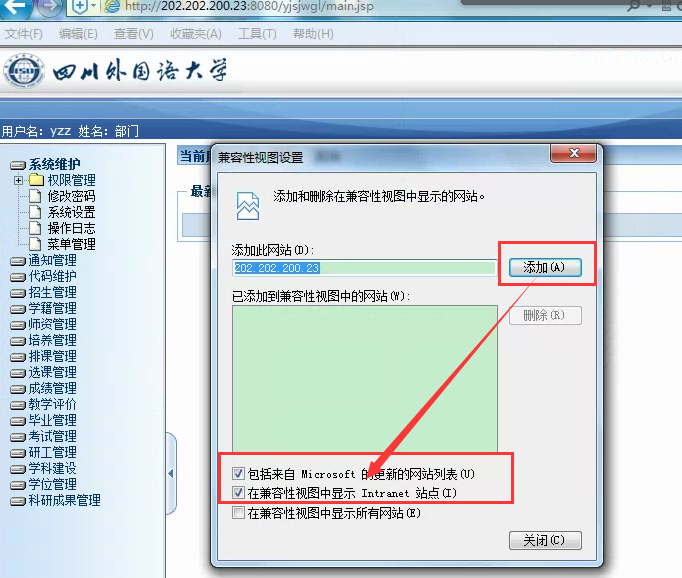 http://202.202.200.23:8080/yjsjwgl/main.jsp
文件(F) 编辑(E) 查看(V) 收藏夹(A) 工具(T) 帮助(H)
四川外国语大学
用户名: yzz 姓名: 部门
系统维护
权限管理
修改密码
系统设置
操作日志
菜单管理
通知管理
代码维护
招生管理
学籍管理
师资管理
培养管理
排课管理
选课管理
成绩管理
教学评价
毕业管理
考试管理
研工管理
学科建设
学位管理
科研成果管理
当前
最新
兼容性视图设置
添加和删除在兼容性视图中显示的网站。
添加此网站(D):
202.202.200.23
添加(A)
已添加到兼容性视图中的网站(W):
删除(R)
包括来自 Microsoft 的更新的网站列表(U)
在兼容性视图中显示 Intranet 站点(I)
在兼容性视图中显示所有网站(E)
关闭(C)